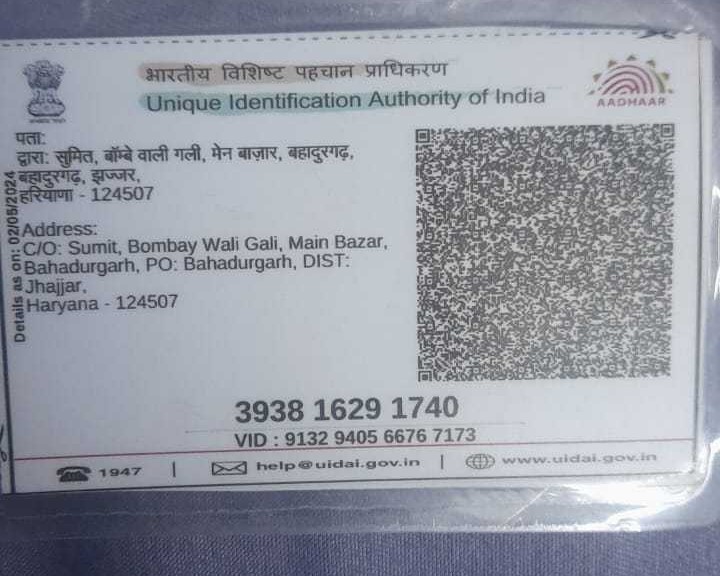 भारतीय विशिष्ट पहचान प्राधिकरण
Unique Identification Authority of India
AADHAAR
पता:
द्वारा: सुमित, बॉम्बे वाली गली, मेन बाज़ार, बहादुरगढ़,
बहादुरगढ़, झज्जर,
हरियाणा - 124507
Address:
C/O: Sumit, Bombay Wali Gali, Main Bazar,
Bahadurgarh, PO: Bahadurgarh, DIST:
Jhajjar,
Haryana - 124507
Details as on: 02/05/2024
3938 1629 1740
VID : 9132 9405 6676 7173
1947 | help@uidai.gov.in | www.uidai.gov.in